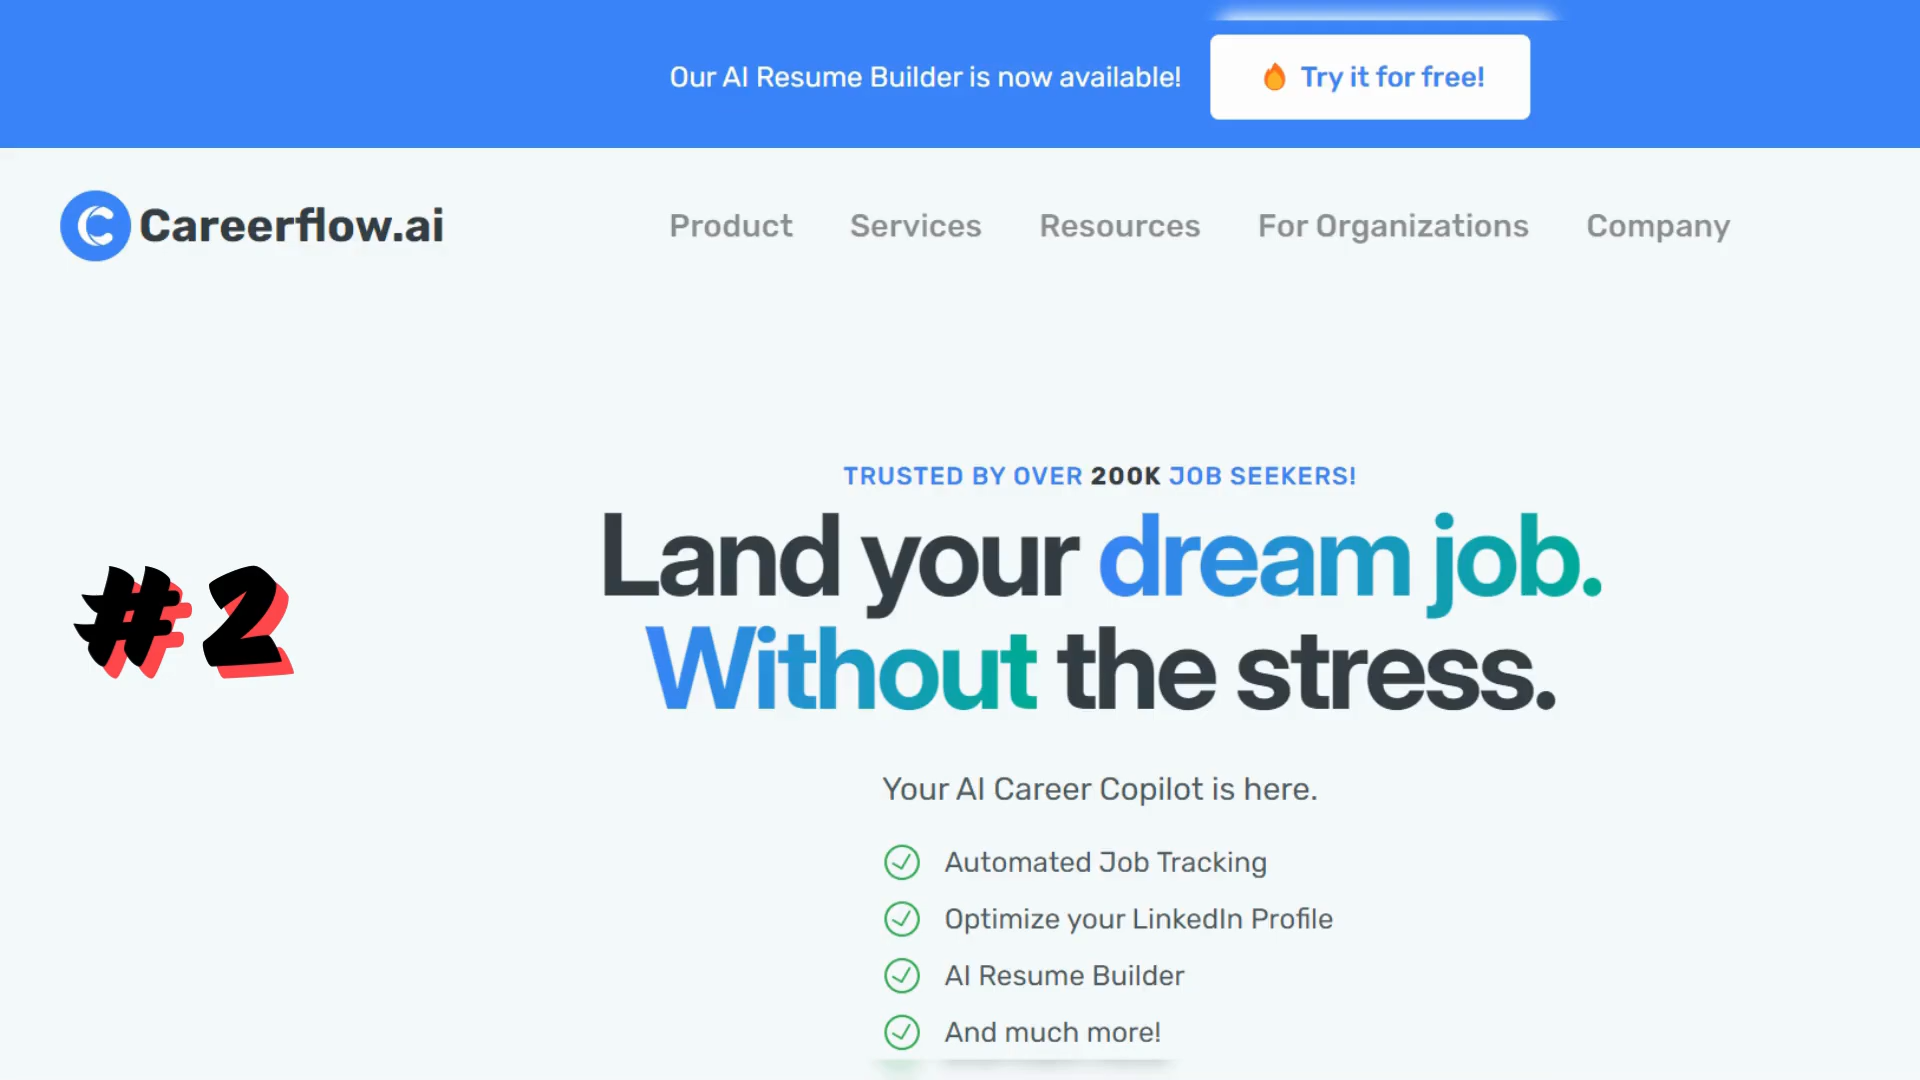 Our AI Resume Builder is now available!
🔥 Try it for free!
Careerflow.ai
Product Services Resources For Organizations Company
TRUSTED BY OVER 200K JOB SEEKERS!
Land your dream job.
#2
Without the stress.
Your AI Career Copilot is here.
Automated Job Tracking
Optimize your LinkedIn Profile
AI Resume Builder
And much more!